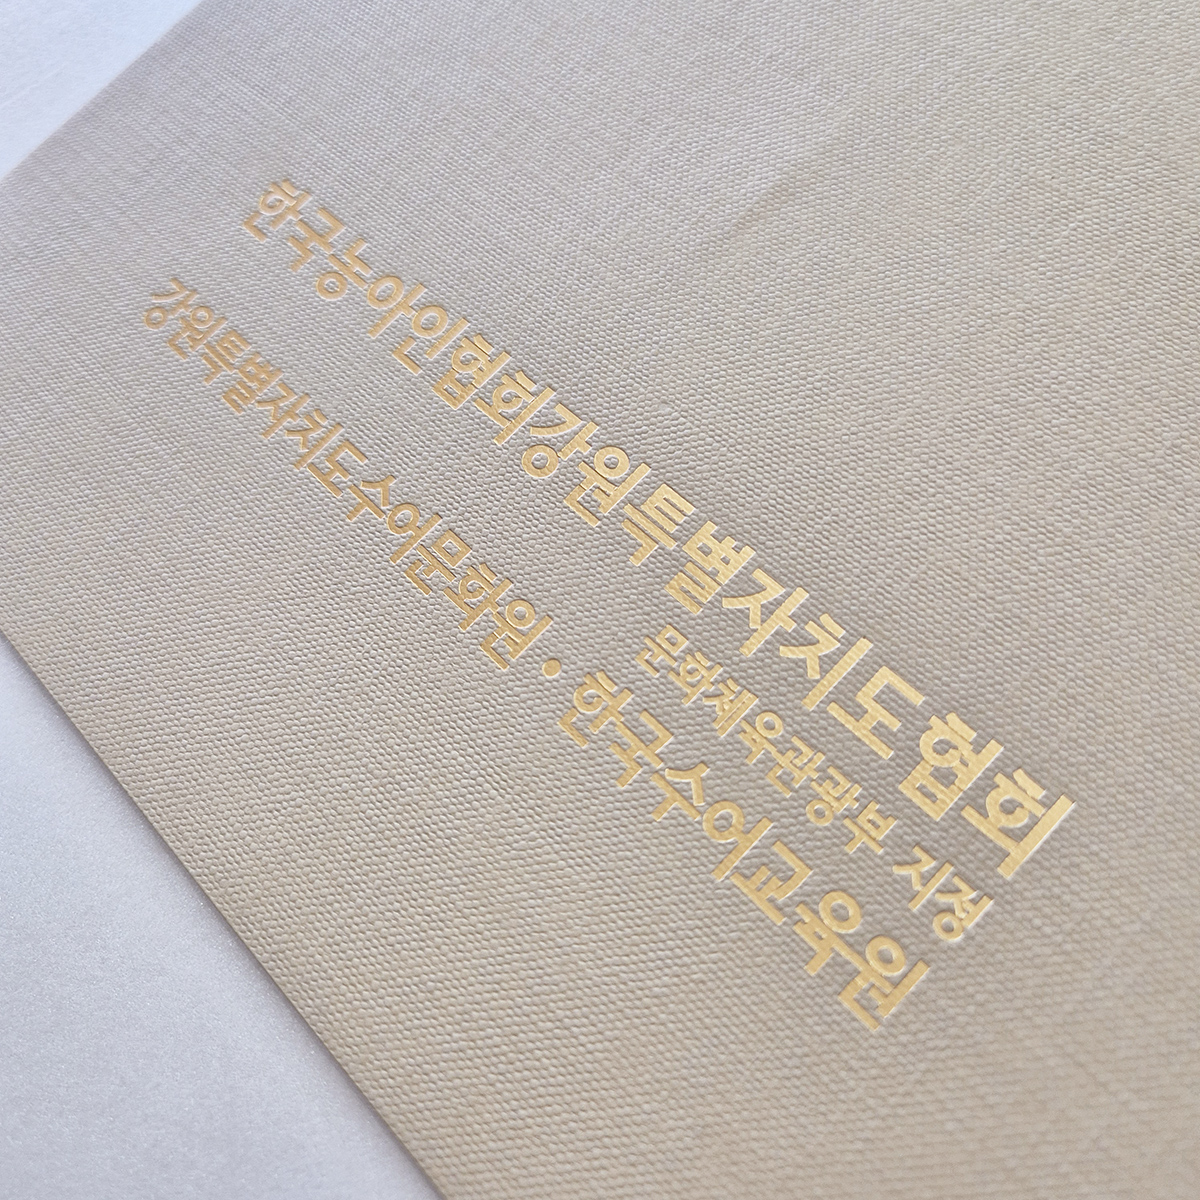 한국농아인협회강원특별자치도협회
문화체육관광부 지정
강원특별자치도수어문화원 • 한국수어교육원